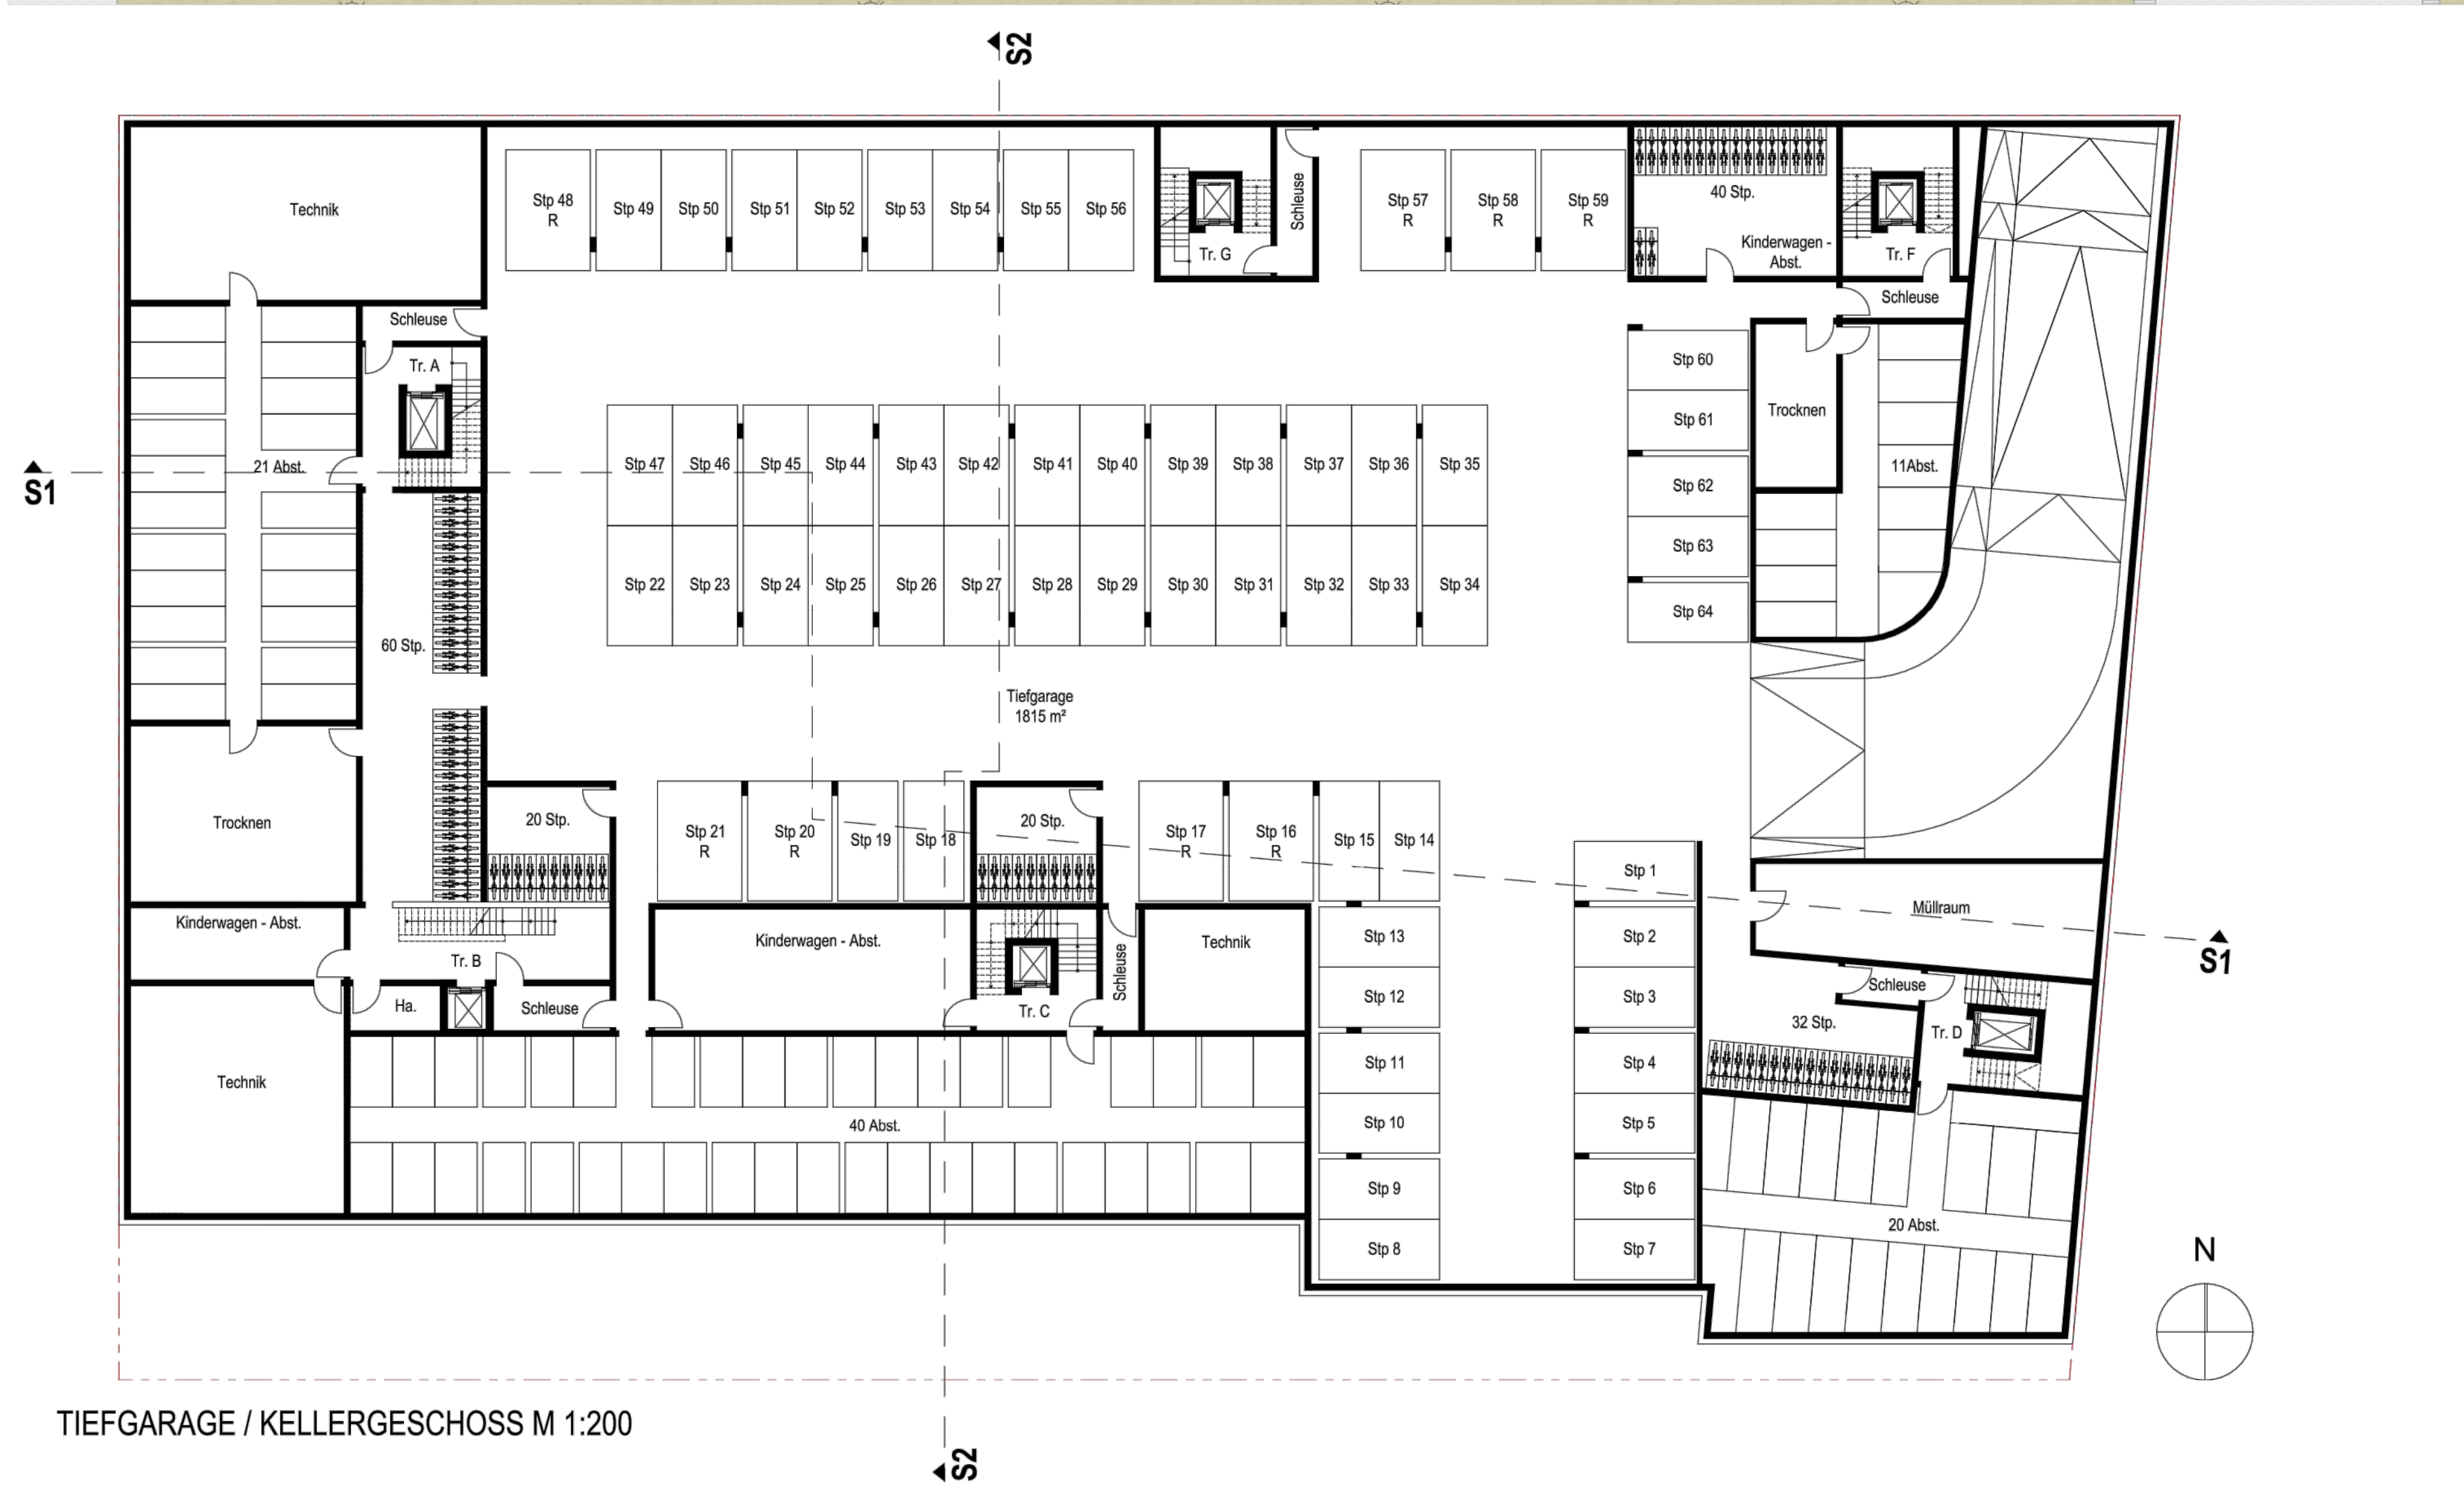 S2
Technik
Stp 48
R
Stp 49
Stp 50
Stp 51
Stp 52
Stp 53
Stp 54
Stp 55
Stp 56
Tr. G
Schleuse
Stp 57
R
Stp 58
R
Stp 59
R
40 Stp.
Kinderwagen -
Abst.
Tr. F
Schleuse
Schleuse
Tr. A
21 Abst.
S1
Stp 47
Stp 46
Stp 45
Stp 44
Stp 43
Stp 42
Stp 41
Stp 40
Stp 39
Stp 38
Stp 37
Stp 36
Stp 35
Stp 22
Stp 23
Stp 24
Stp 25
Stp 26
Stp 27
Stp 28
Stp 29
Stp 30
Stp 31
Stp 32
Stp 33
Stp 34
Stp 60
Stp 61
Stp 62
Stp 63
Stp 64
Trocknen
11Abst.
60 Stp.
Tiefgarage
1815 m²
Trocknen
20 Stp.
Stp 21
R
Stp 20
R
Stp 19
Stp 18
20 Stp.
Stp 17
R
Stp 16
R
Stp 15
Stp 14
Stp 1
Stp 2
Stp 3
Stp 4
Stp 5
Stp 6
Stp 7
Stp 13
Stp 12
Stp 11
Stp 10
Stp 9
Stp 8
Müllraum
S1
Kinderwagen - Abst.
Tr. B
Ha.
Schleuse
Kinderwagen - Abst.
Tr. C
Schleuse
Technik
Schleuse
32 Stp.
Tr. D
Technik
40 Abst.
20 Abst.
N
TIEFGARAGE / KELLERGESCHOSS M 1:200
S2